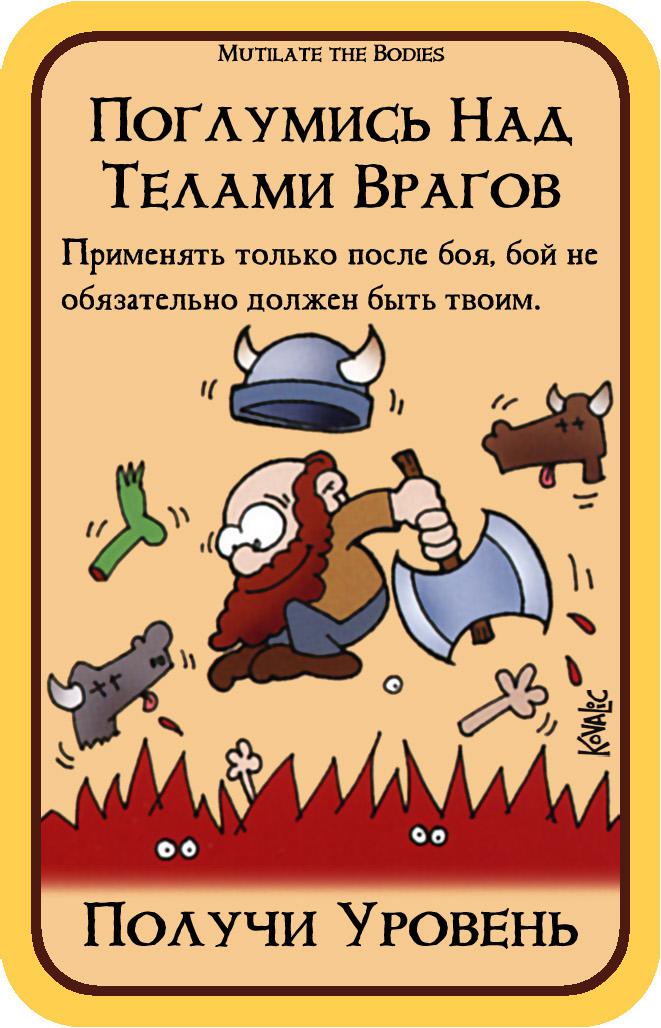 Mutilate the Bodies
Поглумись Над
Телами Врагов
Применять только после боя, бой не
обязательно должен быть твоим.
Kovalic
Получи Уровень